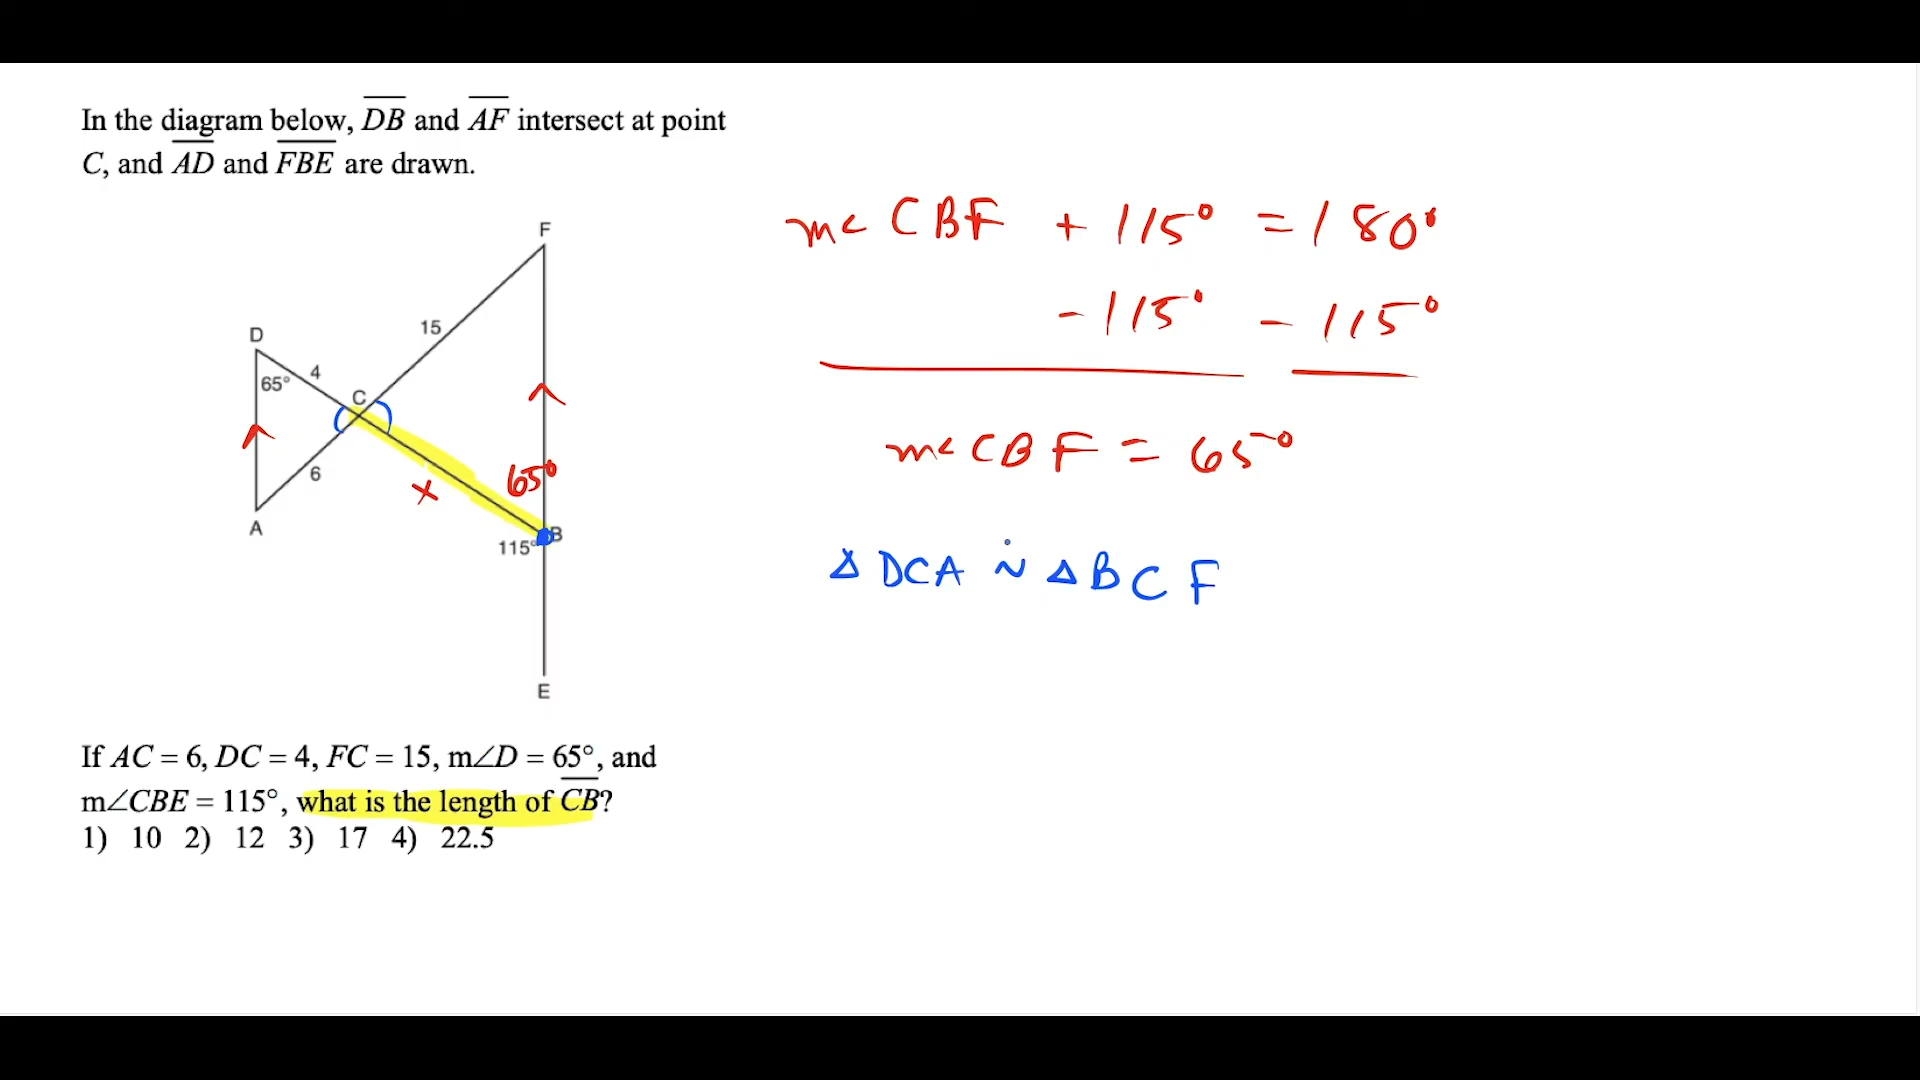 In the diagram below, DB and AF intersect at point
C, and AD and FBE are drawn.
F
15
D
4
65°
C
6
65°
x
A
B
115°
E
m< CBF + 115° = 180°
- 115° - 115°
m< CBF = 65°
△ DCA ~ △ BCF
If AC = 6, DC = 4, FC = 15, m∠D = 65°, and
m∠CBE = 115°, what is the length of CB?
1) 10 2) 12 3) 17 4) 22.5